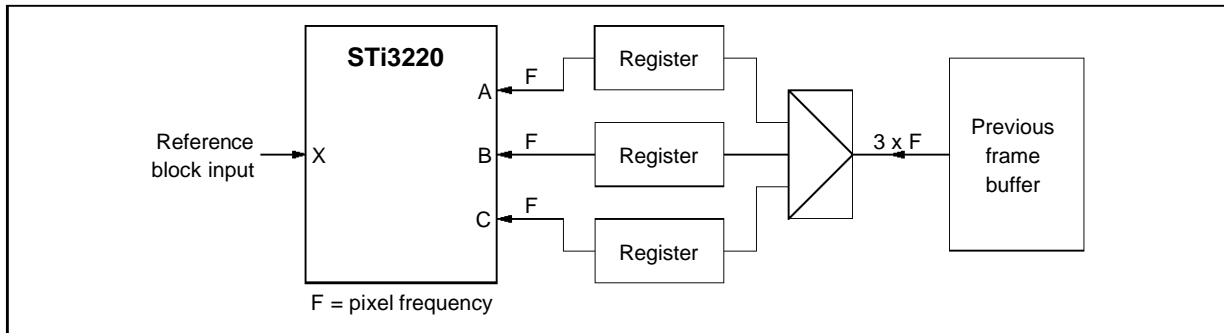 STi3220
Register
F
A
Reference
block input
X
F
B
Register
3 x F
Previous
frame
buffer
F
C
Register
F = pixel frequency